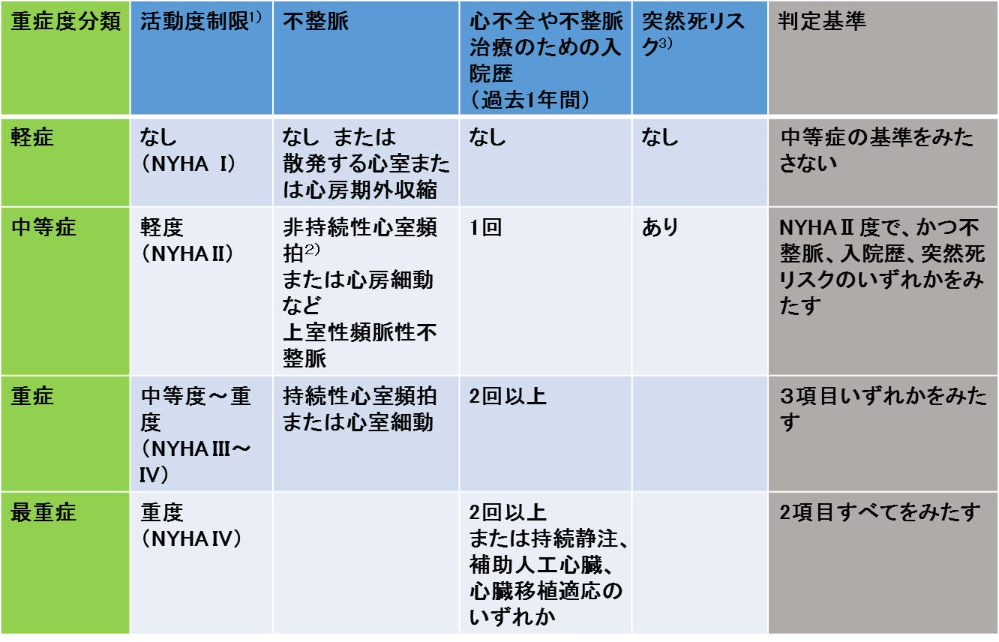 重症度分類
活動度制限1)
不整脈
心不全や不整脈
治療のための入
院歴
（過去1年間）
突然死リス
ク3)
判定基準
軽症
なし
（NYHA I）
なし または
散発する心室また
は心房期外収縮
なし
なし
中等症の基準をみた
さない
中等症
軽度
（NYHAⅡ）
非持続性心室頻
拍2)
または心房細動
など
上室性頻脈性不
整脈
1回
あり
NYHAⅡ度で、かつ不
整脈、入院歴、突然死
リスクのいずれかをみ
たす
重症
中等度～重
度
（NYHAⅢ～
Ⅳ）
持続性心室頻拍
または心室細動
2回以上
３項目いずれかをみた
す
最重症
重度
（NYHAⅣ）
2回以上
または持続静注、
補助人工心臓、
心臓移植適応の
いずれか
2項目すべてをみたす